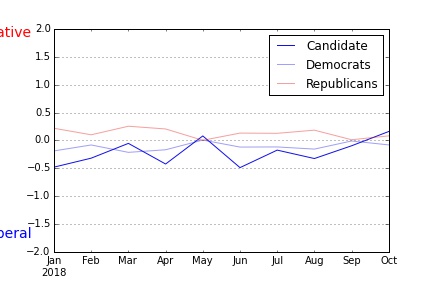 ative
2.0
1.5
1.0
0.5
0.0
−0.5
−1.0
−1.5
−2.0
beral
Candidate
Democrats
Republicans
Jan Feb Mar Apr May Jun Jul Aug Sep Oct
2018